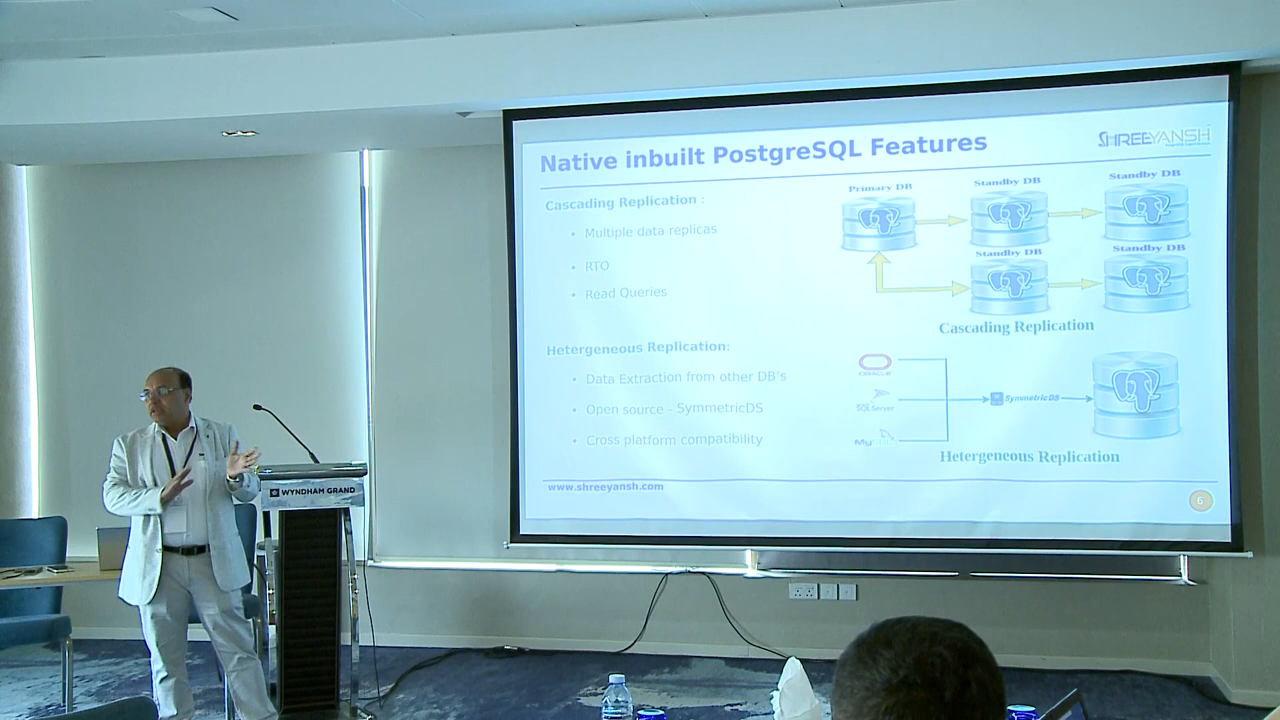 Native inbuilt PostgreSQL Features
SHREEYANSH
Cascading Replication :
Multiple data replicas
RTO
Read Queries
Primary DB
Standby DB
Standby DB
Standby DB
Standby DB
Cascading Replication
Hetergeneous Replication:
Data Extraction from other DB's
Open source - SymmetricDS
Cross platform compatibility
ORACLE
SQL Server
SymmetricDS
Hetergeneous Replication
www.shreeyansh.com
6
WYNDHAM GRAND